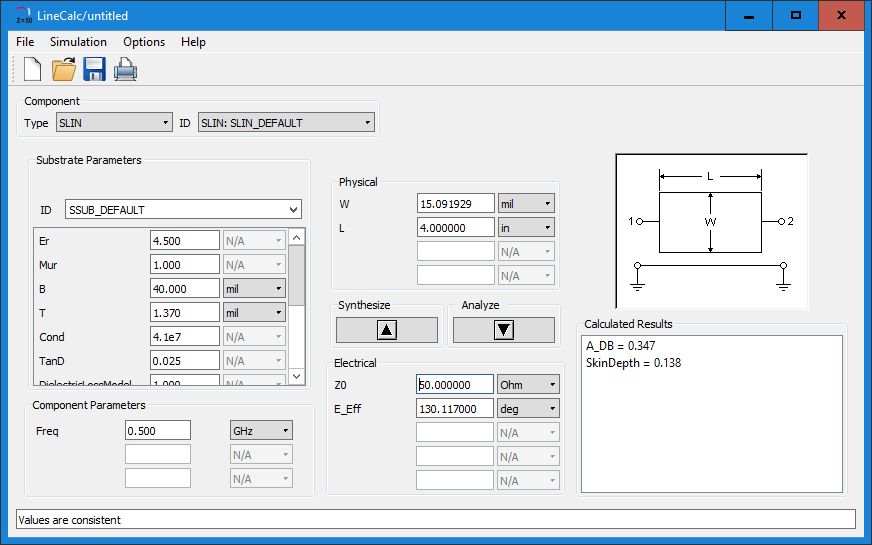 Z=50 LineCalc/untitled
File Simulation Options Help
Component
Type SLIN ID SLIN: SLIN_DEFAULT
Substrate Parameters
ID SSUB_DEFAULT
Er 4.500 N/A
Mur 1.000 N/A
B 40.000 mil
T 1.370 mil
Cond 4.1e7 N/A
TanD 0.025 N/A
DielectricLossModel 1.000 N/A
Component Parameters
Freq 0.500 GHz
N/A
N/A
Physical
W 15.091929 mil
L 4.000000 in
N/A
N/A
Synthesize Analyze
Electrical
Z0 50.000000 Ohm
E_Eff 130.117000 deg
N/A
N/A
N/A
L
1 W 2
Calculated Results
A_DB = 0.347
SkinDepth = 0.138
Values are consistent